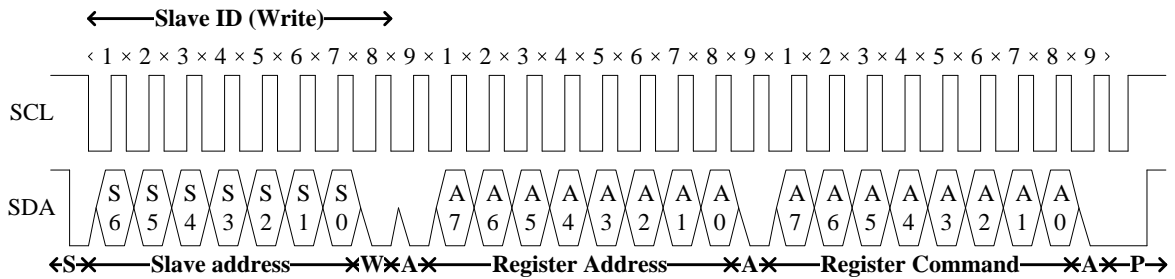 Slave ID (Write)
‹ 1 × 2 × 3 × 4 × 5 × 6 × 7 × 8 × 9 × 1 × 2 × 3 × 4 × 5 × 6 × 7 × 8 × 9 × 1 × 2 × 3 × 4 × 5 × 6 × 7 × 8 × 9 ›
SCL
SDA S6 S5 S4 S3 S2 S1 S0 A7 A6 A5 A4 A3 A2 A1 A0 A7 A6 A5 A4 A3 A2 A1 A0
S Slave address W A Register Address A Register Command A P